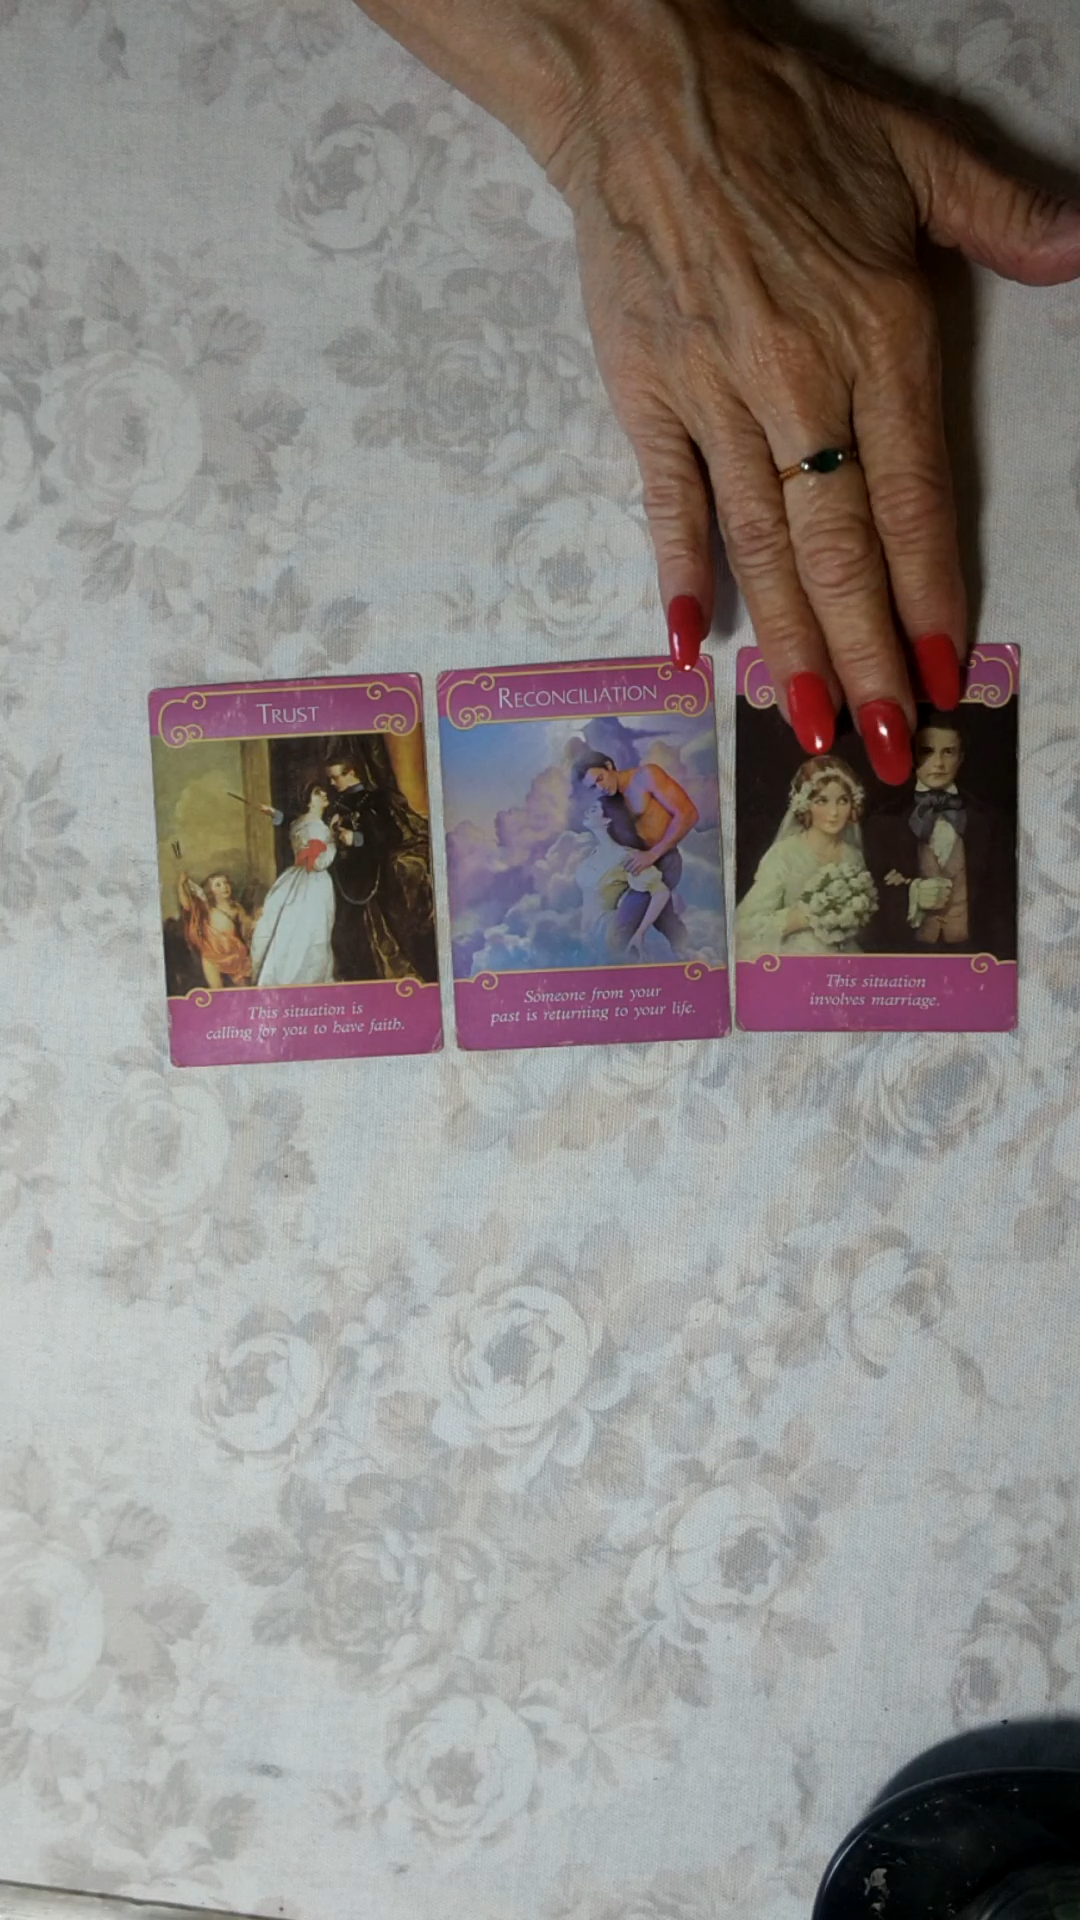 TRUST
This situation is
calling for you to have faith.
RECONCILIATION
Someone from your
past is returning to your life.
This situation
involves marriage.